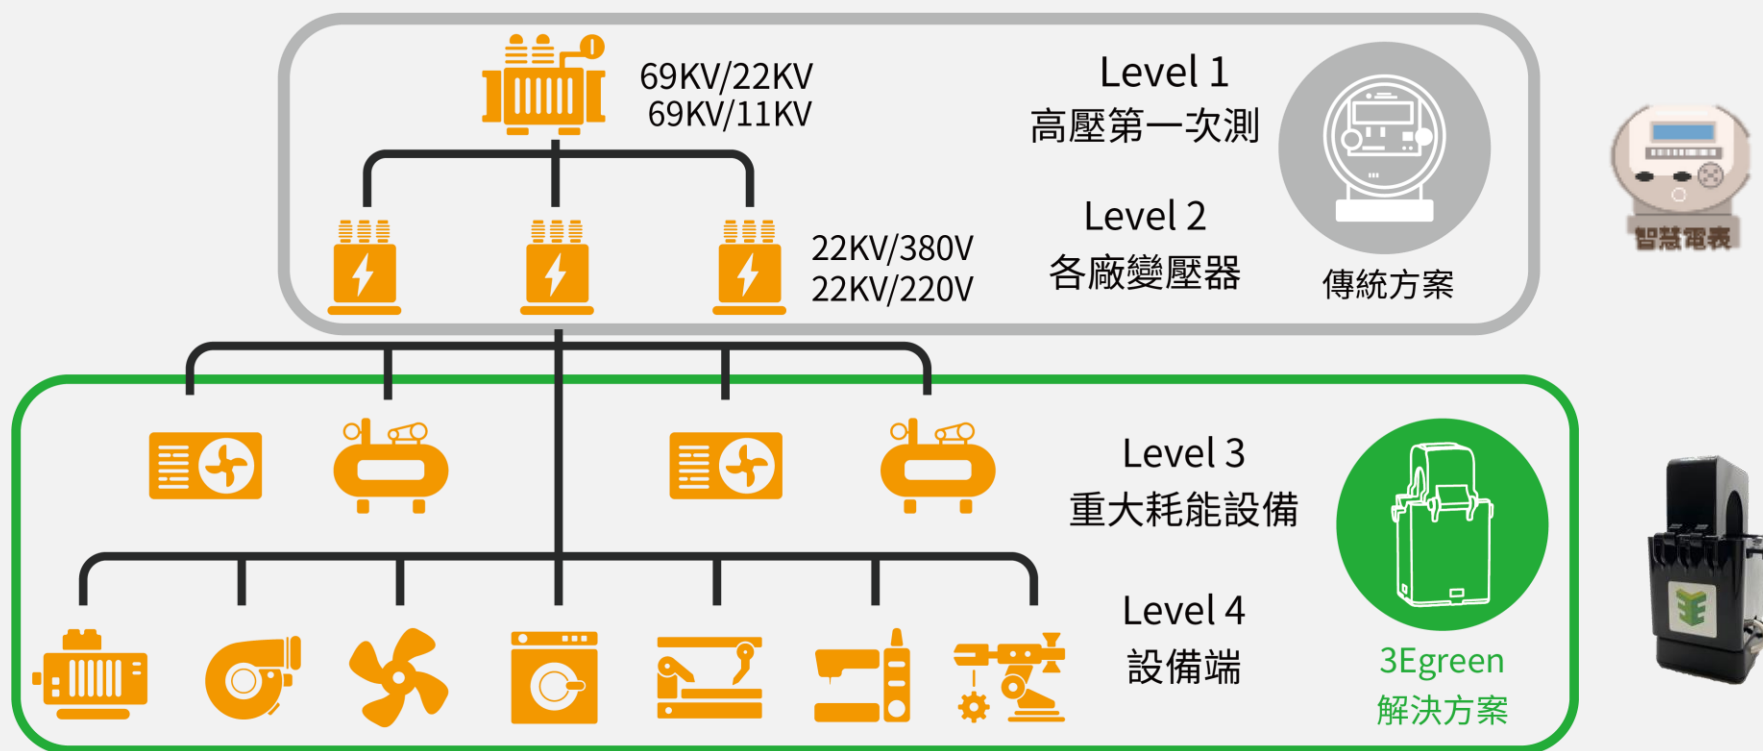 69KV/22KV
69KV/11KV
Level 1
高壓第一次測
智慧電表
Level 2
各廠變壓器
22KV/380V
22KV/220V
傳統方案
Level 3
重大耗能設備
Level 4
設備端
3Egreen
解決方案